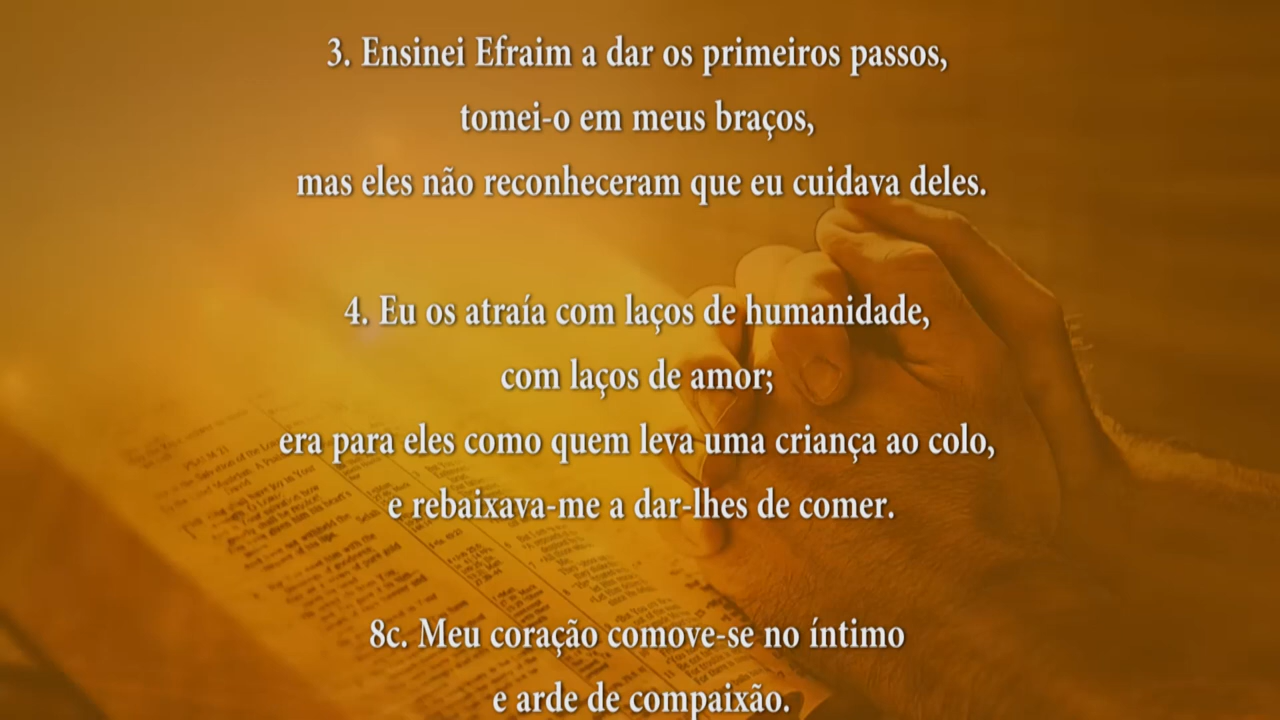 3. Ensinei Efraim a dar os primeiros passos,
tomei-o em meus braços,
mas eles não reconheceram que eu cuidava deles.
4. Eu os atraía com laços de humanidade,
com laços de amor;
era para eles como quem leva uma criança ao colo,
e rebaixava-me a dar-lhes de comer.
8c. Meu coração comove-se no íntimo
e arde de compaixão.